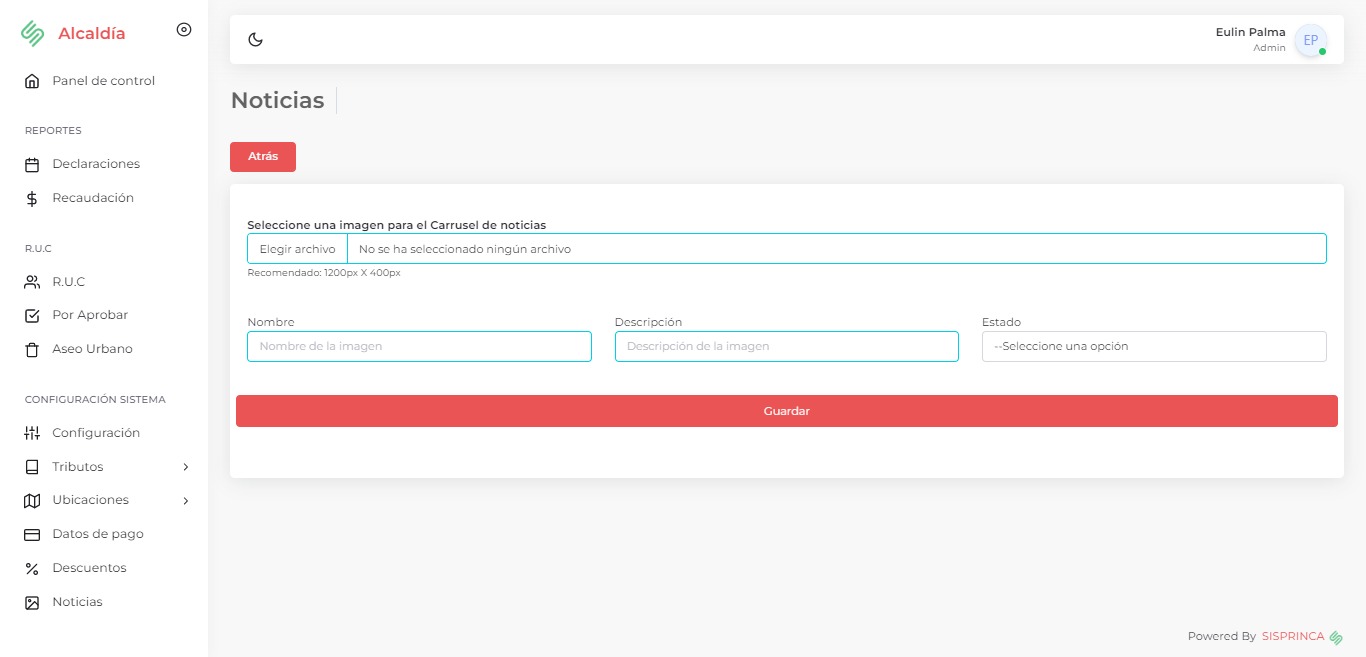 Alcaldía
Panel de control
REPORTES
Declaraciones
Recaudación
R.U.C
R.U.C
Por Aprobar
Aseo Urbano
CONFIGURACIÓN SISTEMA
Configuración
Tributos
Ubicaciones
Datos de pago
Descuentos
Noticias
Eulin Palma
Admin
EP
Noticias
Atrás
Seleccione una imagen para el Carrusel de noticias
Elegir archivo No se ha seleccionado ningún archivo
Recomendado: 1200px X 400px
Nombre Descripción Estado
Nombre de la imagen Descripción de la imagen --Seleccione una opción
Guardar
Powered By SISPRINCA